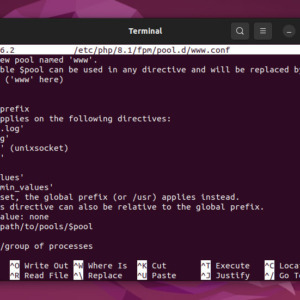 Terminal
6.2 /etc/php/8.1/fpm/pool.d/www.conf
ew pool named 'www'.
ble $pool can be used in any directive and will be replaced b
('www' here)
prefix
pplies on the following directives:
.log'
g'
' (unixsocket)
'
lues'
min_values'
set, the global prefix (or /usr) applies instead.
s directive can also be relative to the global prefix.
alue: none
path/to/pools/$pool
/group of processes
^O Write Out ^W Where Is ^K Cut ^T Execute ^C Locat
^R Read File ^\ Replace ^U Paste ^J Justify ^/ Go To